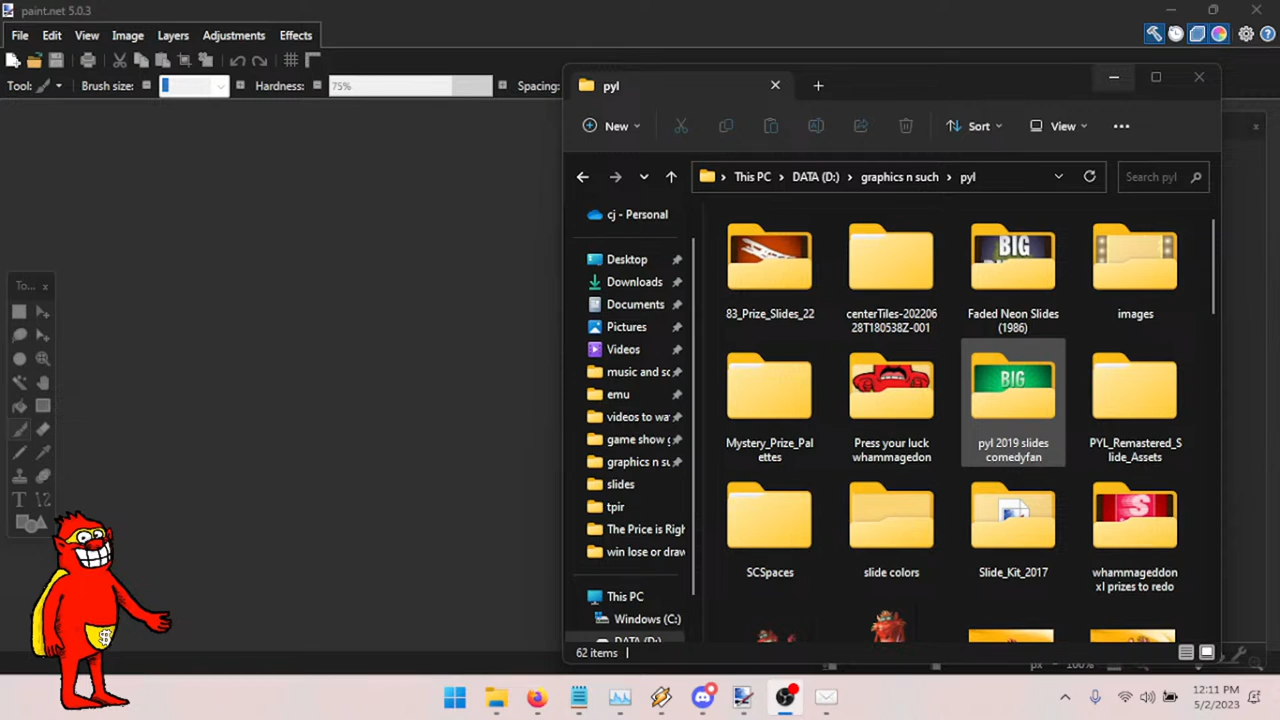 paint.net 5.0.3
File Edit View Image Layers Adjustments Effects
Tool: Brush size: Hardness: 75% Spacing:
pyl
New Sort View
This PC DATA (D:) graphics n such pyl
Search pyl
To...
cj - Personal
Desktop
Downloads
Documents
Pictures
Videos
music and sc
emu
videos to wa
game show g
graphics n su
slides
tpir
The Price is Righ
win lose or draw
This PC
Windows (C:)
DATA (D:)
BIG
83_Prize_Slides_22
centerTiles-202206
28T180538Z-001
Faded Neon Slides
(1986)
images
BIG
Mystery_Prize_Pal
ettes
Press your luck
whammagedon
pyl 2019 slides
comedyfan
PYL_Remastered_S
lide_Assets
S
SCSpaces
slide colors
Slide_Kit_2017
whammageddon
xl prizes to redo
62 items
px 100%
$
12:11 PM
5/2/2023